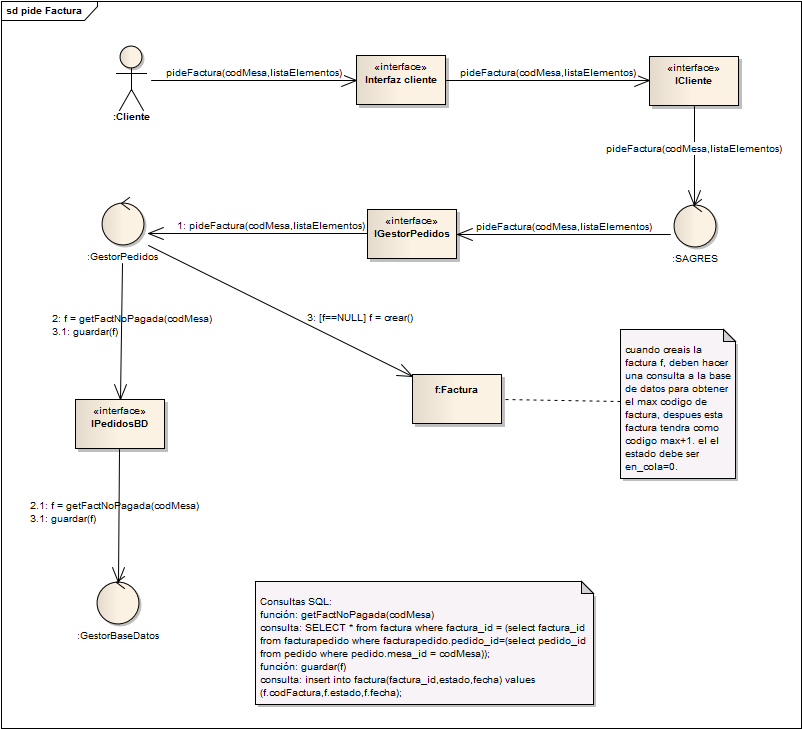 sd pide Factura
:Cliente
pideFactura(codMesa,listaElementos)
«interface»
Interfaz cliente
pideFactura(codMesa,listaElementos)
«interface»
ICliente
pideFactura(codMesa,listaElementos)
:GestorPedidos
1: pideFactura(codMesa,listaElementos)
«interface»
IGestorPedidos
pideFactura(codMesa,listaElementos)
:SAGRES
2: f = getFactNoPagada(codMesa)
3.1: guardar(f)
3: [f==NULL] f = crear()
«interface»
IPedidosBD
f:Factura
cuando creais la
factura f, deben hacer
una consulta a la base
de datos para obtener
el max codigo de
factura, despues esta
factura tendra como
codigo max+1. el el
estado debe ser
en_cola=0.
2.1: f = getFactNoPagada(codMesa)
3.1: guardar(f)
:GestorBaseDatos
Consultas SQL:
función: getFactNoPagada(codMesa)
consulta: SELECT * from factura where factura_id = (select factura_id
from facturapedido where facturapedido.pedido_id=(select pedido_id
from pedido where pedido.mesa_id = codMesa));
función: guardar(f)
consulta: insert into factura(factura_id,estado,fecha) values
(f.codFactura,f.estado,f.fecha);